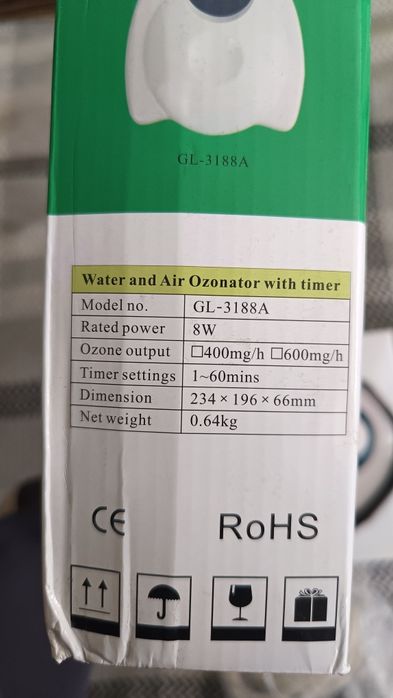 GL-3188A
Water and Air Ozonator with timer
Model no. GL-3188A
Rated power 8W
Ozone output □400mg/h □600mg/h
Timer settings 1~60mins
Dimension 234 × 196 × 66mm
Net weight 0.64kg
CE RoHS